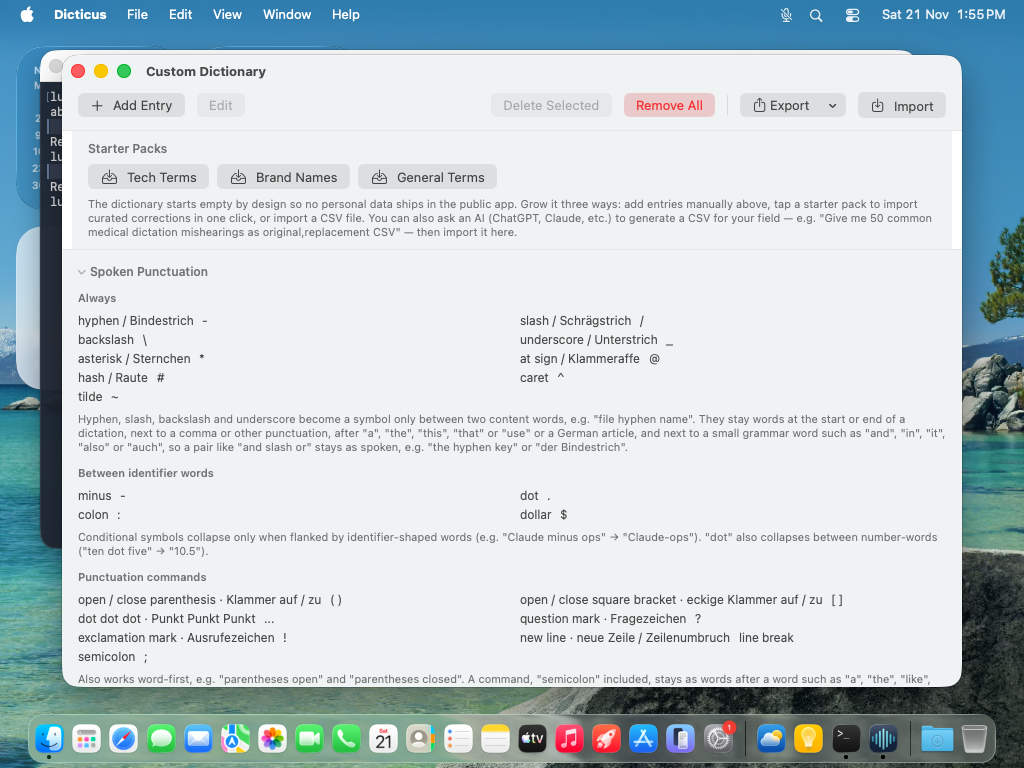 Dicticus File Edit View Window Help Sat 21 Nov 1:55 PM
Custom Dictionary
+ Add Entry Edit Delete Selected Remove All Export Import
Starter Packs
Tech Terms Brand Names General Terms
The dictionary starts empty by design so no personal data ships in the public app. Grow it three ways: add entries manually above, tap a starter pack to import
curated corrections in one click, or import a CSV file. You can also ask an AI (ChatGPT, Claude, etc.) to generate a CSV for your field — e.g. "Give me 50 common
medical dictation mishearings as original,replacement CSV" — then import it here.
Spoken Punctuation
Always
hyphen / Bindestrich - slash / Schrägstrich /
backslash \ underscore / Unterstrich _
asterisk / Sternchen * at sign / Klammeraffe @
hash / Raute # caret ^
tilde ~
Hyphen, slash, backslash and underscore become a symbol only between two content words, e.g. "file hyphen name". They stay words at the start or end of a
dictation, next to a comma or other punctuation, after "a", "the", "this", "that" or "use" or a German article, and next to a small grammar word such as "and", "in", "it",
"also" or "auch", so a pair like "and slash or" stays as spoken, e.g. "the hyphen key" or "der Bindestrich".
Between identifier words
minus - dot .
colon : dollar $
Conditional symbols collapse only when flanked by identifier-shaped words (e.g. "Claude minus ops" → "Claude-ops"). "dot" also collapses between number-words
("ten dot five" → "10.5").
Punctuation commands
open / close parenthesis · Klammer auf / zu ( ) open / close square bracket · eckige Klammer auf / zu [ ]
dot dot dot · Punkt Punkt Punkt ... question mark · Fragezeichen ?
exclamation mark · Ausrufezeichen ! new line · neue Zeile / Zeilenumbruch line break
semicolon ;
Also works word-first, e.g. "parentheses open" and "parentheses closed". A command, "semicolon" included, stays as words after a word such as "a", "the", "like",
Sat
21
tv
1